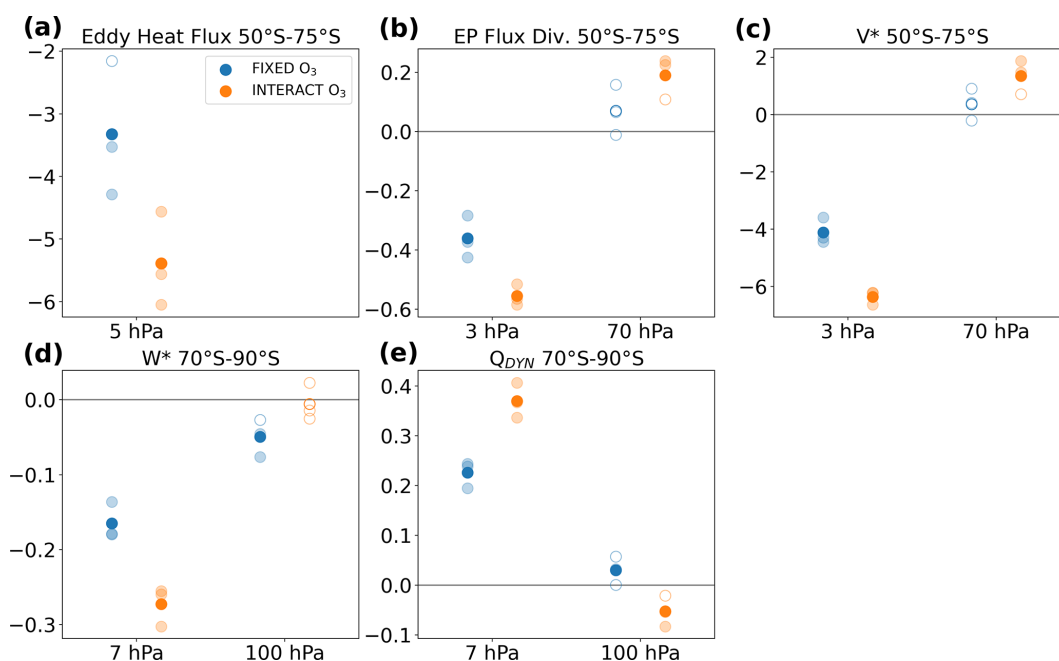 (a) Eddy Heat Flux 50°S-75°S
−2
−3
−4
−5
−6
5 hPa
FIXED O₃
INTERACT O₃
(b) EP Flux Div. 50°S-75°S
0.2
0.0
−0.2
−0.4
−0.6
3 hPa 70 hPa
(c) V* 50°S-75°S
2
0
−2
−4
−6
3 hPa 70 hPa
(d) W* 70°S-90°S
0.0
−0.1
−0.2
−0.3
7 hPa 100 hPa
(e) Q_DYN 70°S-90°S
0.4
0.3
0.2
0.1
0.0
−0.1
7 hPa 100 hPa